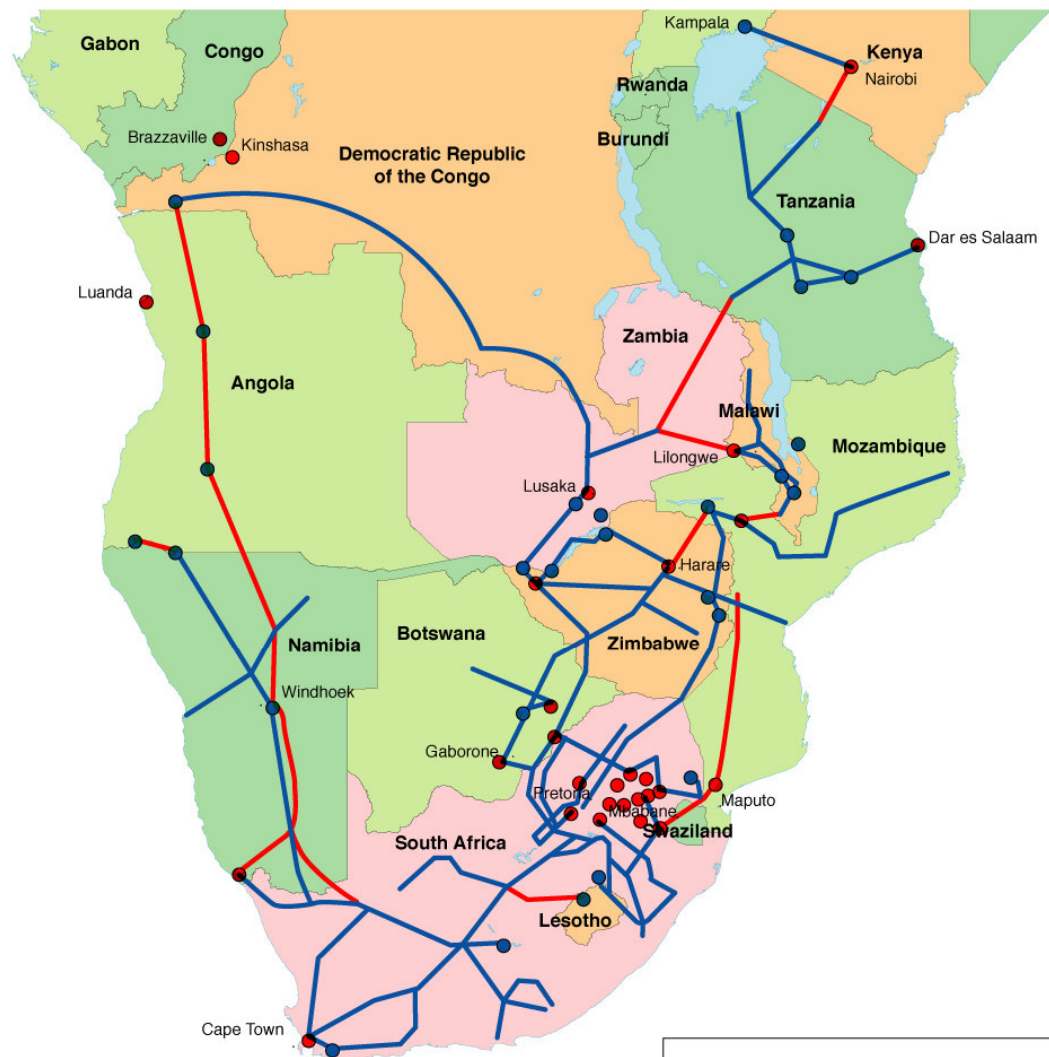 Kampala
Gabon
Congo
Kenya
Nairobi
Rwanda
Brazzaville
Kinshasa
Burundi
Democratic Republic
of the Congo
Tanzania
Dar es Salaam
Luanda
Zambia
Angola
Malawi
Mozambique
Lilongwe
Lusaka
Harare
Botswana
Namibia
Zimbabwe
Windhoek
Gaborone
Pretoria
Mbabane
Maputo
Swaziland
South Africa
Lesotho
Cape Town